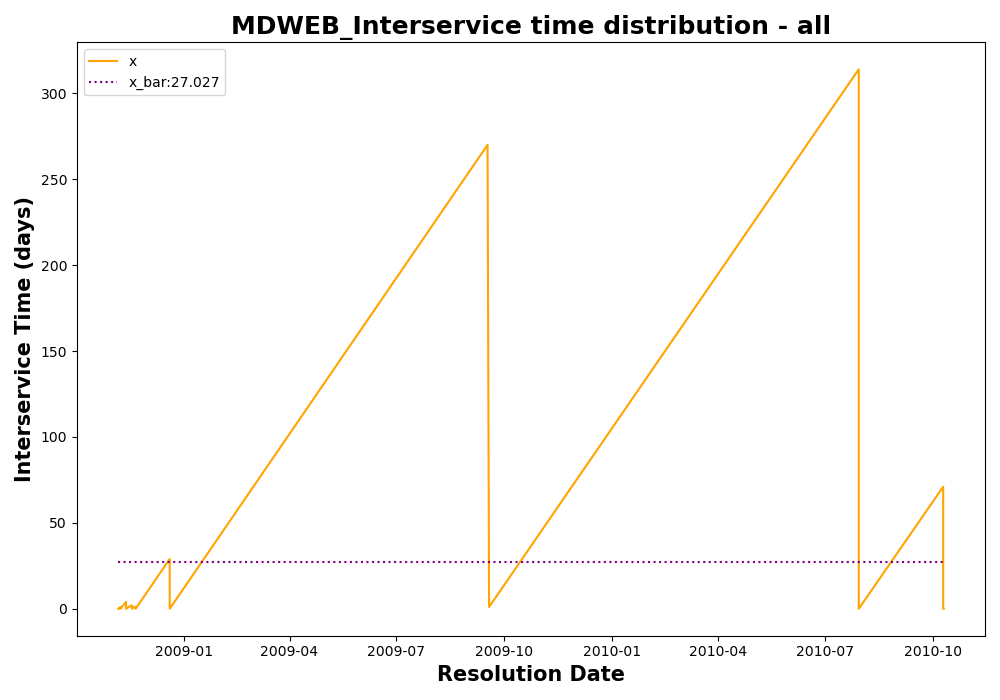 MDWEB_Interservice time distribution - all
x
x_bar:27.027
Interservice Time (days)
300
250
200
150
100
50
0
2009-01 2009-04 2009-07 2009-10 2010-01 2010-04 2010-07 2010-10
Resolution Date